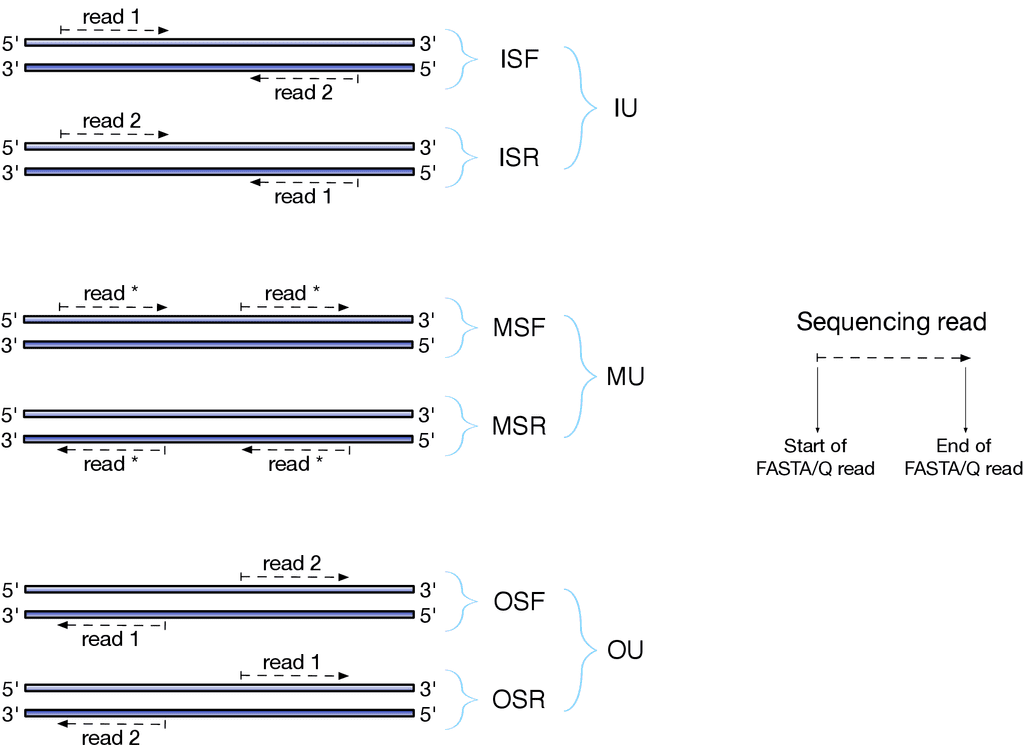 read 1
5' 3'
ISF
3' 5'
read 2
IU
read 2
5' 3'
ISR
3' 5'
read 1
read * read *
5' 3'
MSF
3' 5'
MU
5' 3'
MSR
3' 5'
read * read *
Sequencing read
Start of
FASTA/Q read
End of
FASTA/Q read
read 2
5' 3'
OSF
3' 5'
read 1
OU
read 1
5' 3'
OSR
3' 5'
read 2